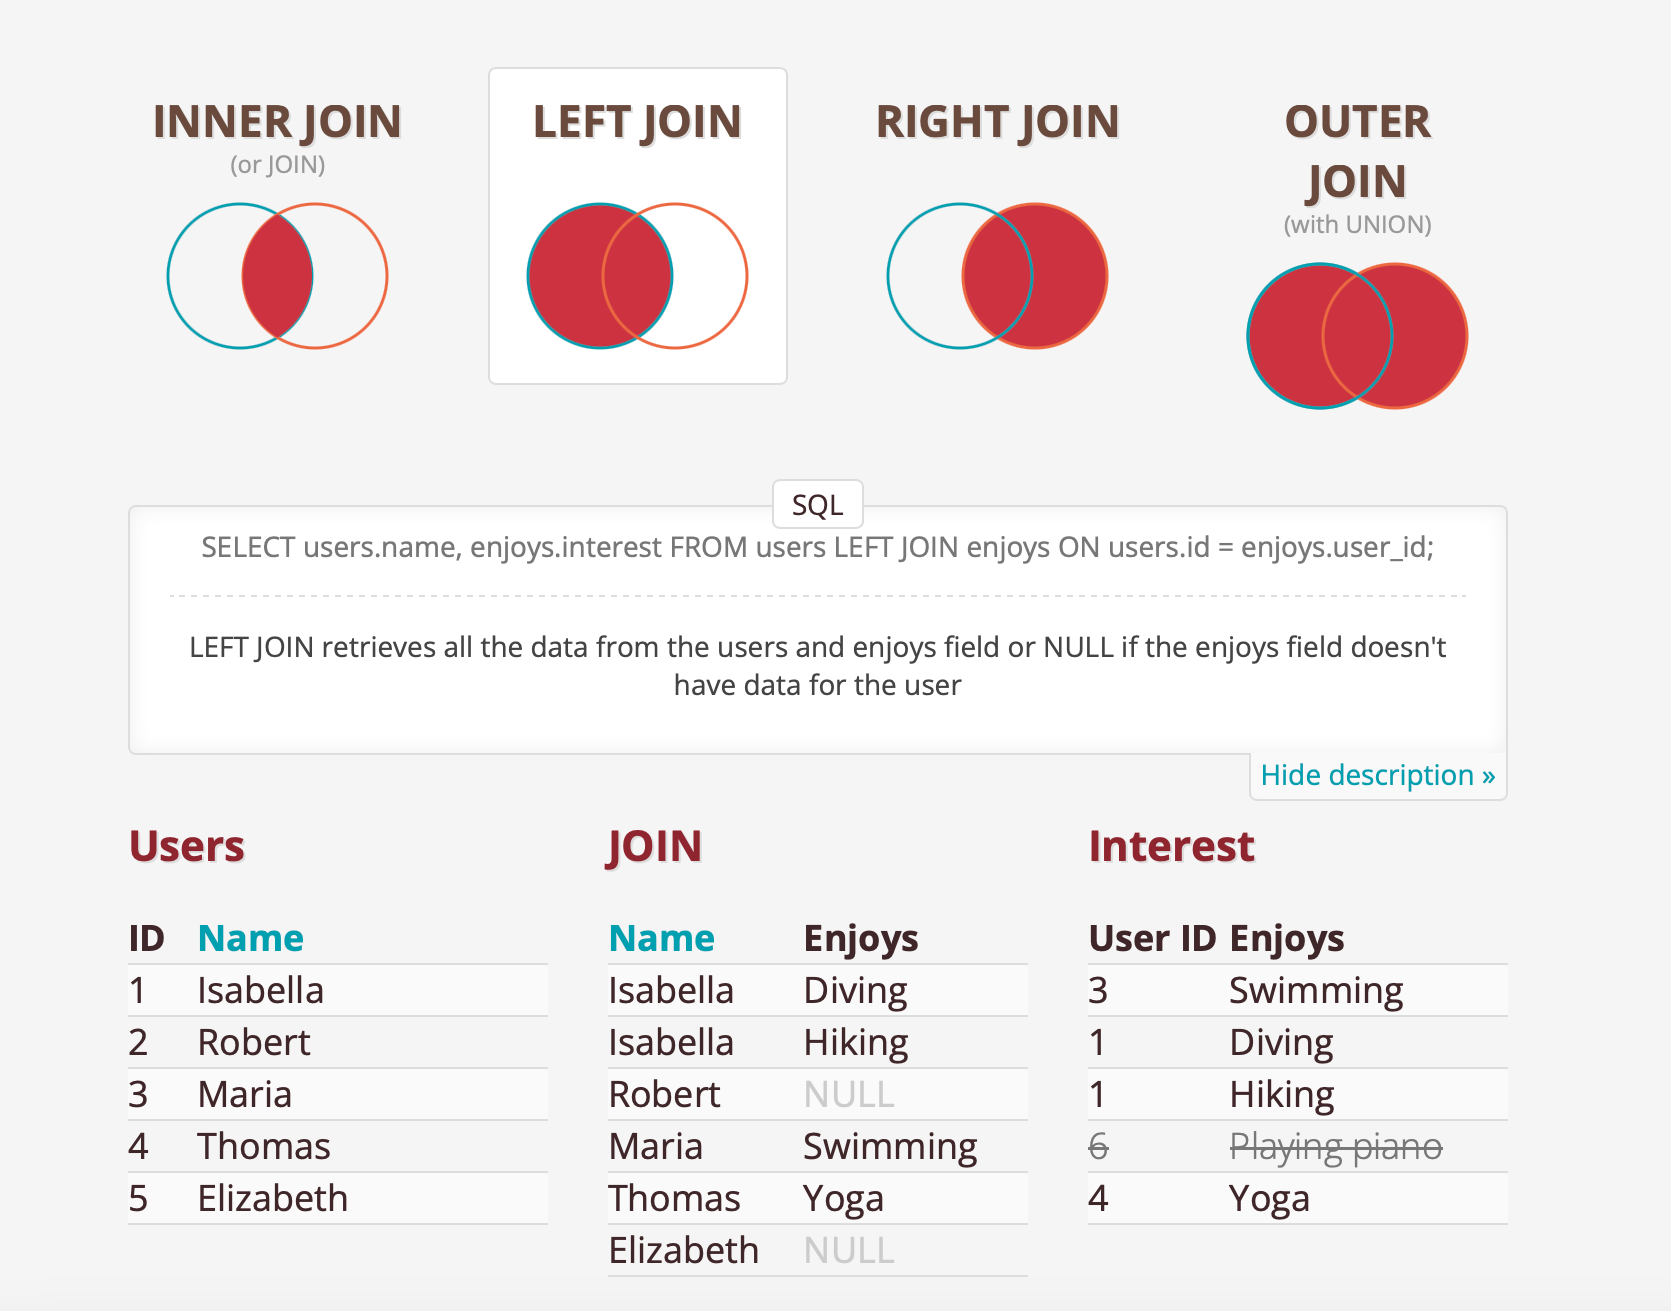 INNER JOIN
(or JOIN)
LEFT JOIN
RIGHT JOIN
OUTER
JOIN
(with UNION)
SQL
SELECT users.name, enjoys.interest FROM users LEFT JOIN enjoys ON users.id = enjoys.user_id;
LEFT JOIN retrieves all the data from the users and enjoys field or NULL if the enjoys field doesn't
have data for the user
Hide description »
Users
ID Name
1 Isabella
2 Robert
3 Maria
4 Thomas
5 Elizabeth
JOIN
Name Enjoys
Isabella Diving
Isabella Hiking
Robert NULL
Maria Swimming
Thomas Yoga
Elizabeth NULL
Interest
User ID Enjoys
3 Swimming
1 Diving
1 Hiking
6 Playing piano
4 Yoga